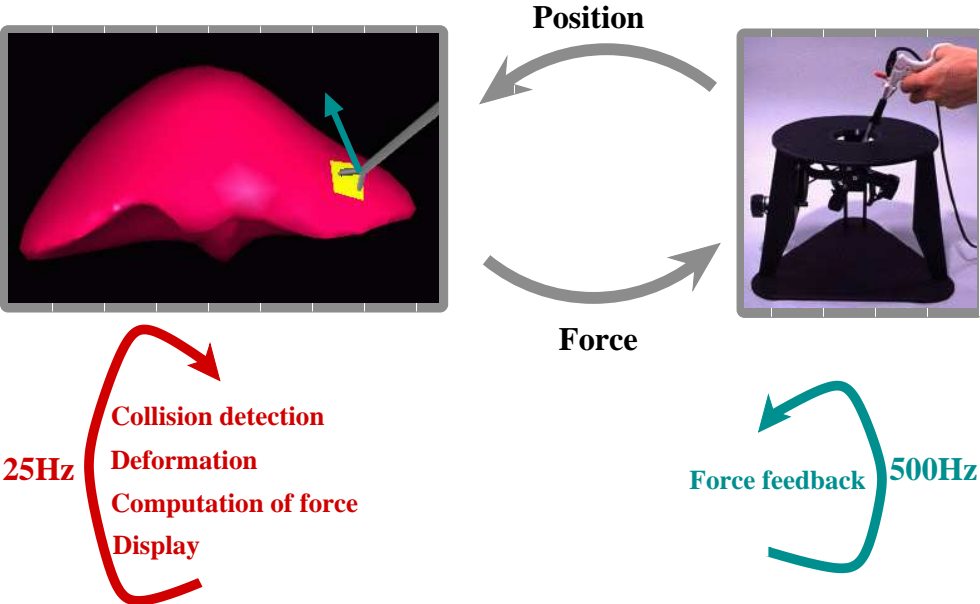 Position
Force
25Hz
Collision detection
Deformation
Computation of force
Display
Force feedback
500Hz